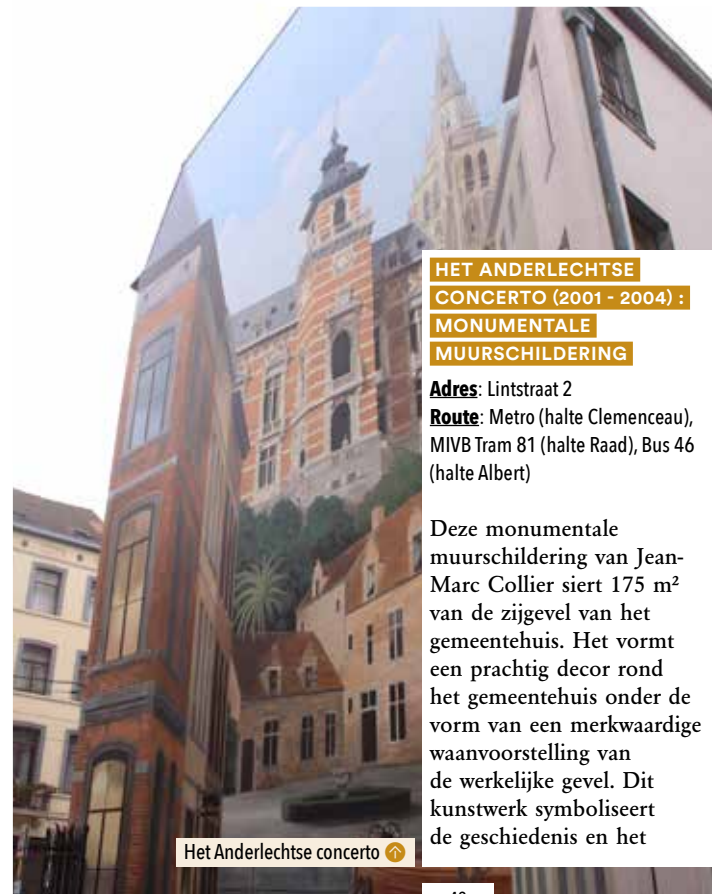 HET ANDERLECHTSE
CONCERTO (2001 - 2004) :
MONUMENTALE
MUURSCHILDERING
Adres: Lintstraat 2
Route: Metro (halte Clemenceau),
MIVB Tram 81 (halte Raad), Bus 46
(halte Albert)
Deze monumentale
muurschildering van Jean-
Marc Collier siert 175 m²
van de zijgevel van het
gemeentehuis. Het vormt
een prachtig decor rond
het gemeentehuis onder de
vorm van een merkwaardige
waanvoorstelling van
de werkelijke gevel. Dit
kunstwerk symboliseert
de geschiedenis en het
Het Anderlechtse concerto